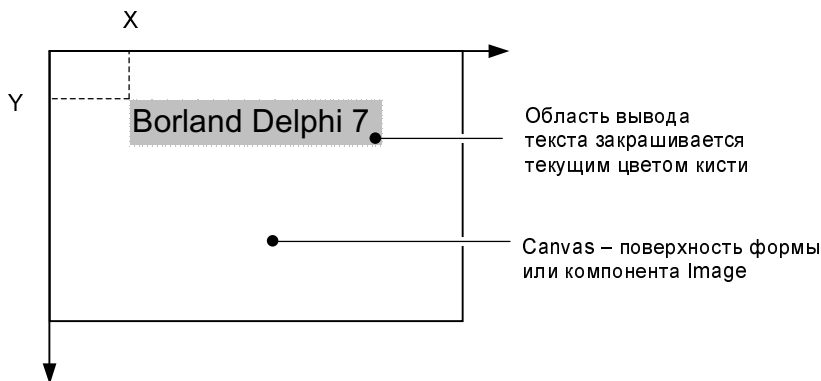 X
Y
Borland Delphi 7
Область вывода
текста закрашивается
текущим цветом кисти
Canvas – поверхность формы
или компонента Image